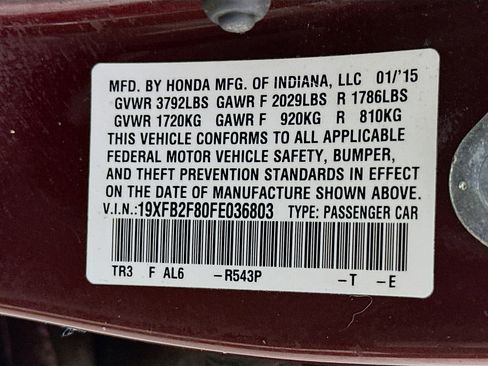 MFD. BY HONDA MFG. OF INDIANA, LLC 01/'15
GVWR 3792LBS GAWR F 2029LBS R 1786LBS
GVWR 1720KG GAWR F 920KG R 810KG
THIS VEHICLE CONFORMS TO ALL APPLICABLE
FEDERAL MOTOR VEHICLE SAFETY, BUMPER,
AND THEFT PREVENTION STANDARDS IN EFFECT
ON THE DATE OF MANUFACTURE SHOWN ABOVE.
V.I.N.: 19XFB2F80FE036803 TYPE: PASSENGER CAR
TR3 F AL6 -R543P -T -E